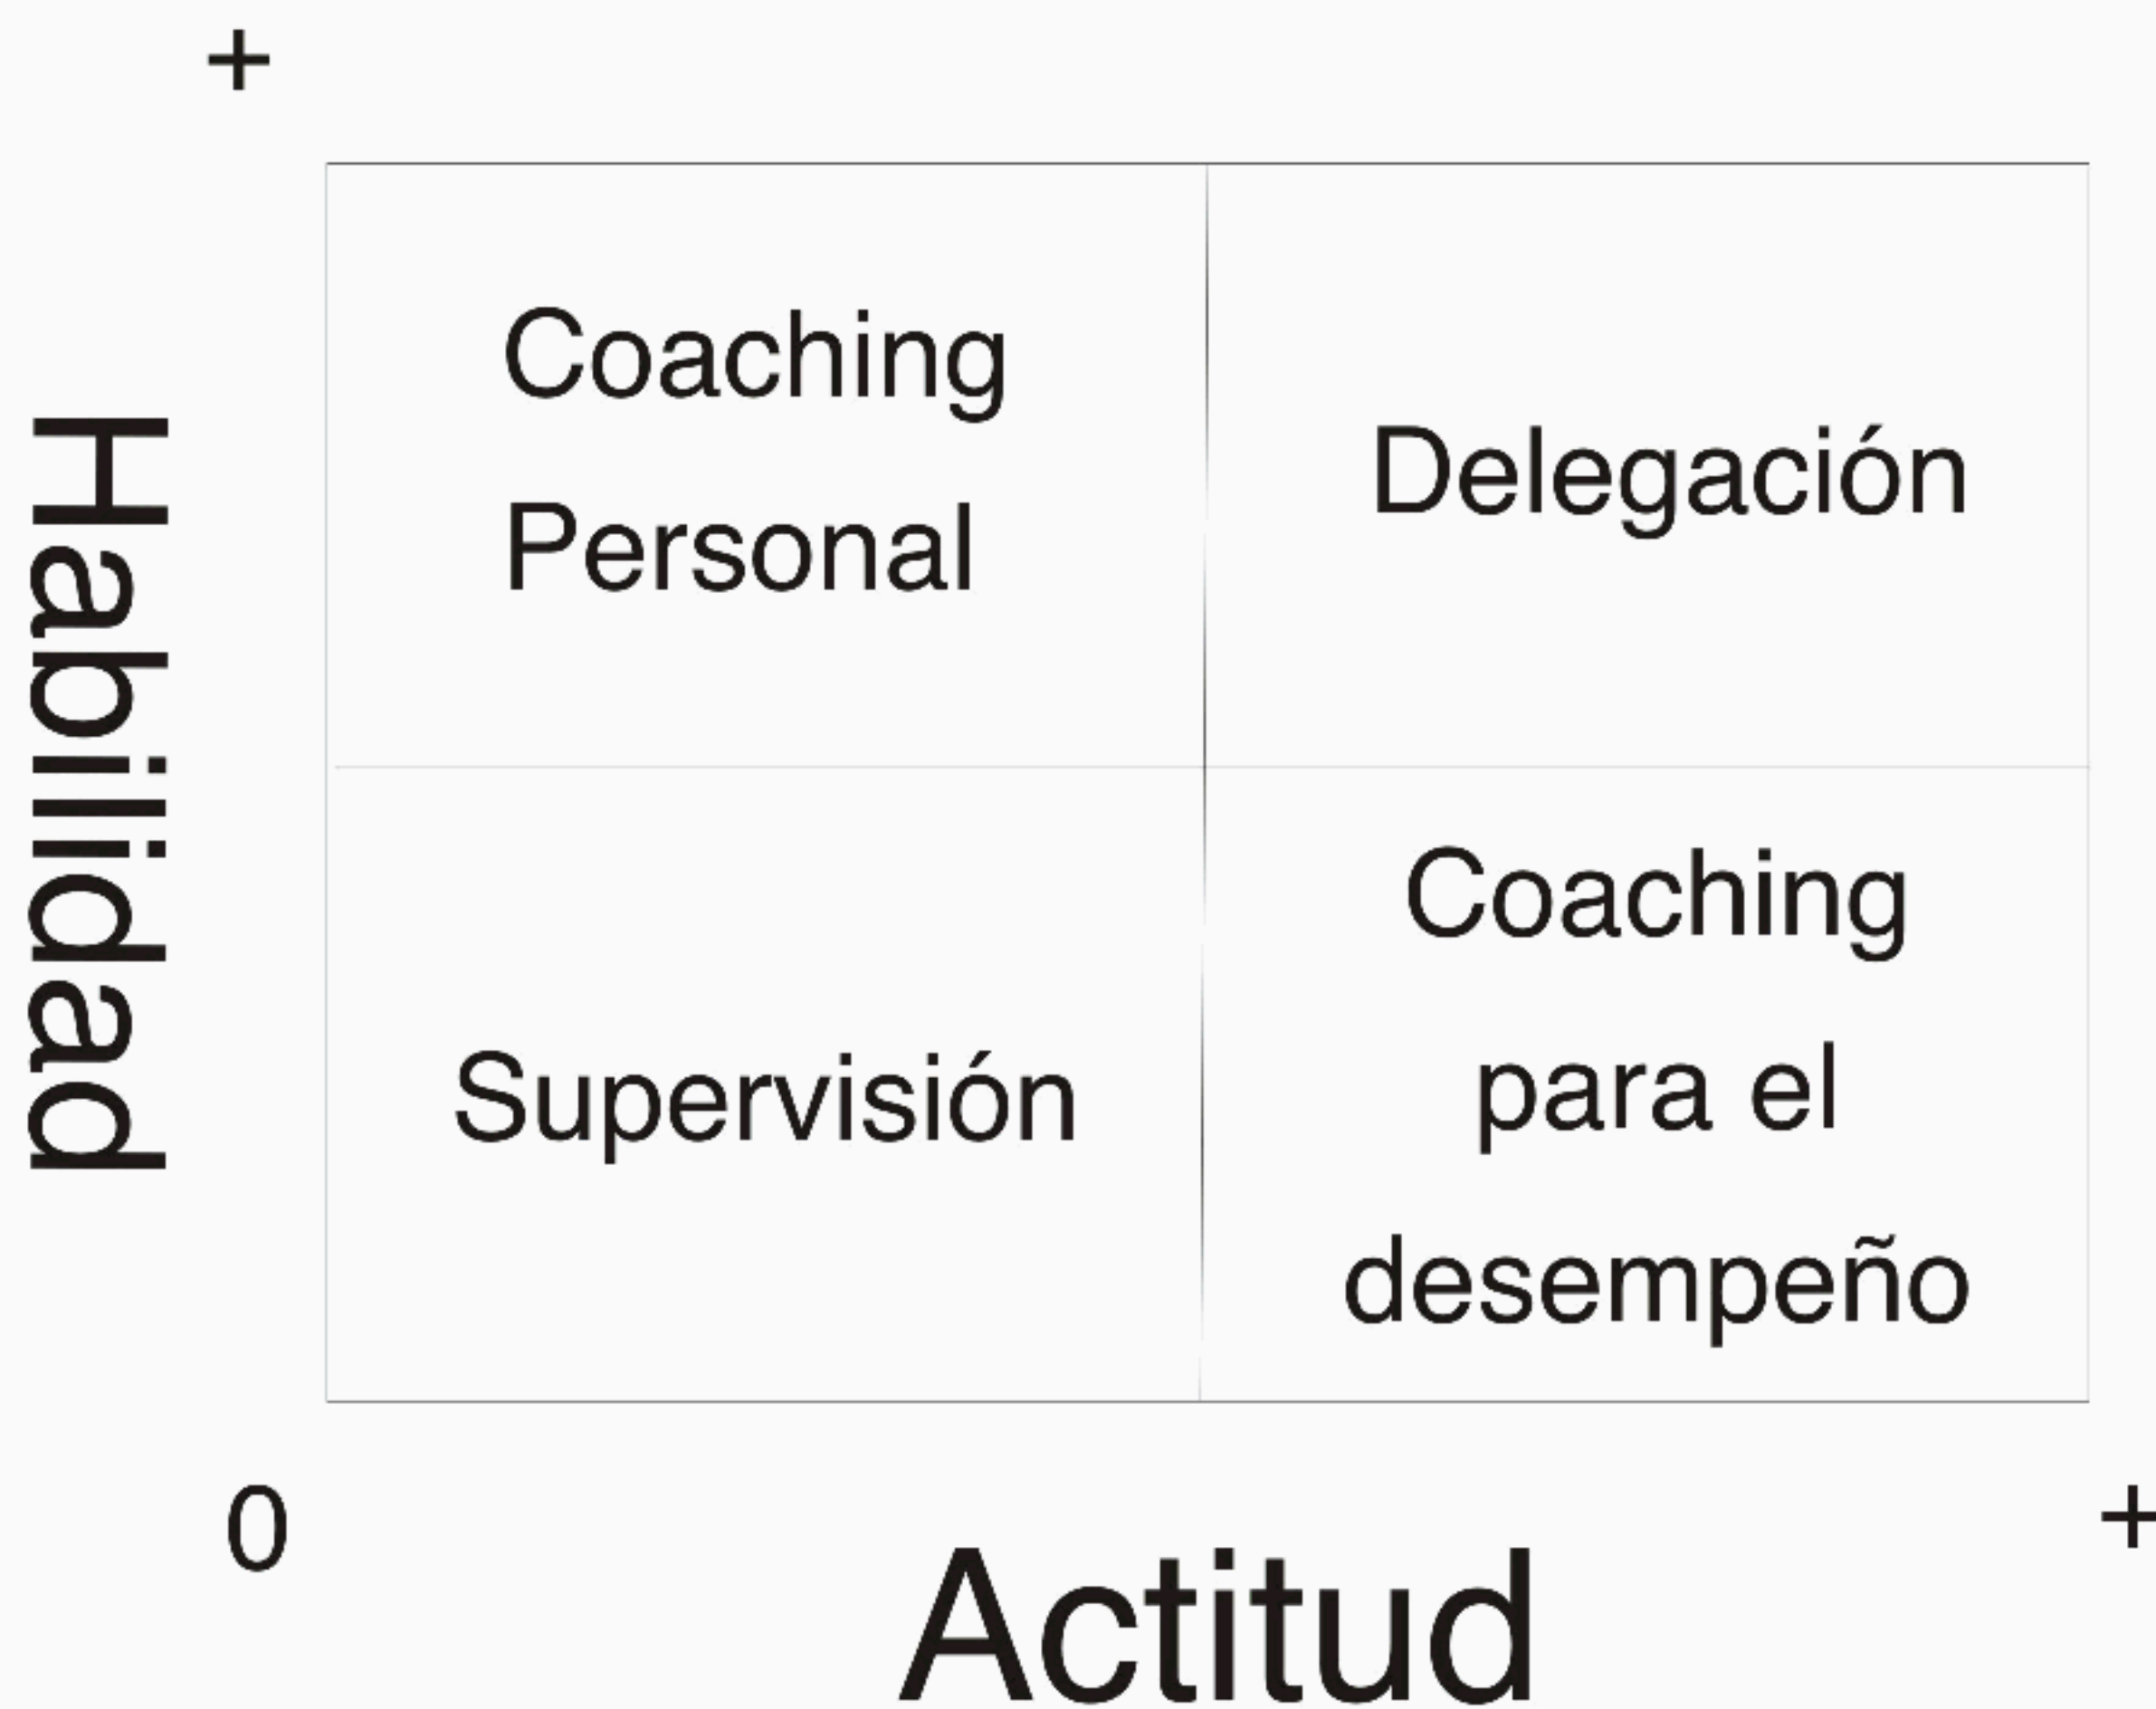 +
Coaching
Personal
Delegación
Habilidad
Supervisión
Coaching
para el
desempeño
0
+
Actitud